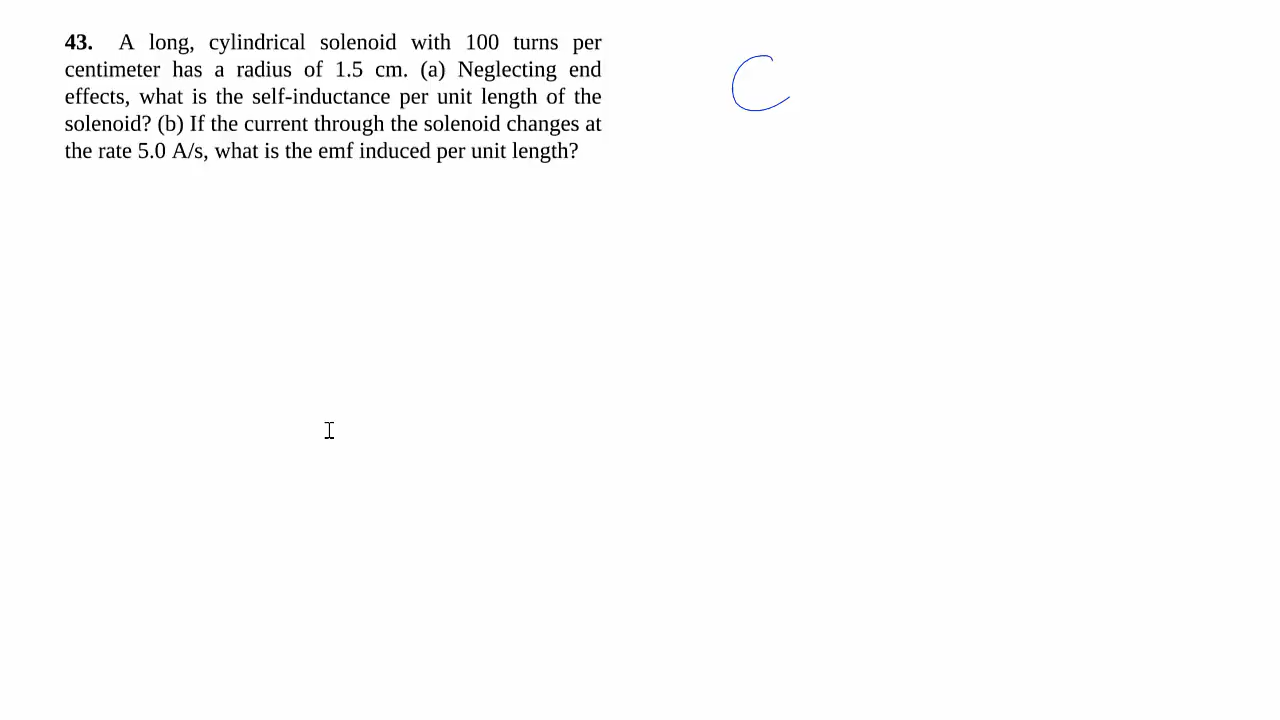 43. A long, cylindrical solenoid with 100 turns per
centimeter has a radius of 1.5 cm. (a) Neglecting end
effects, what is the self-inductance per unit length of the
solenoid? (b) If the current through the solenoid changes at
the rate 5.0 A/s, what is the emf induced per unit length?
C